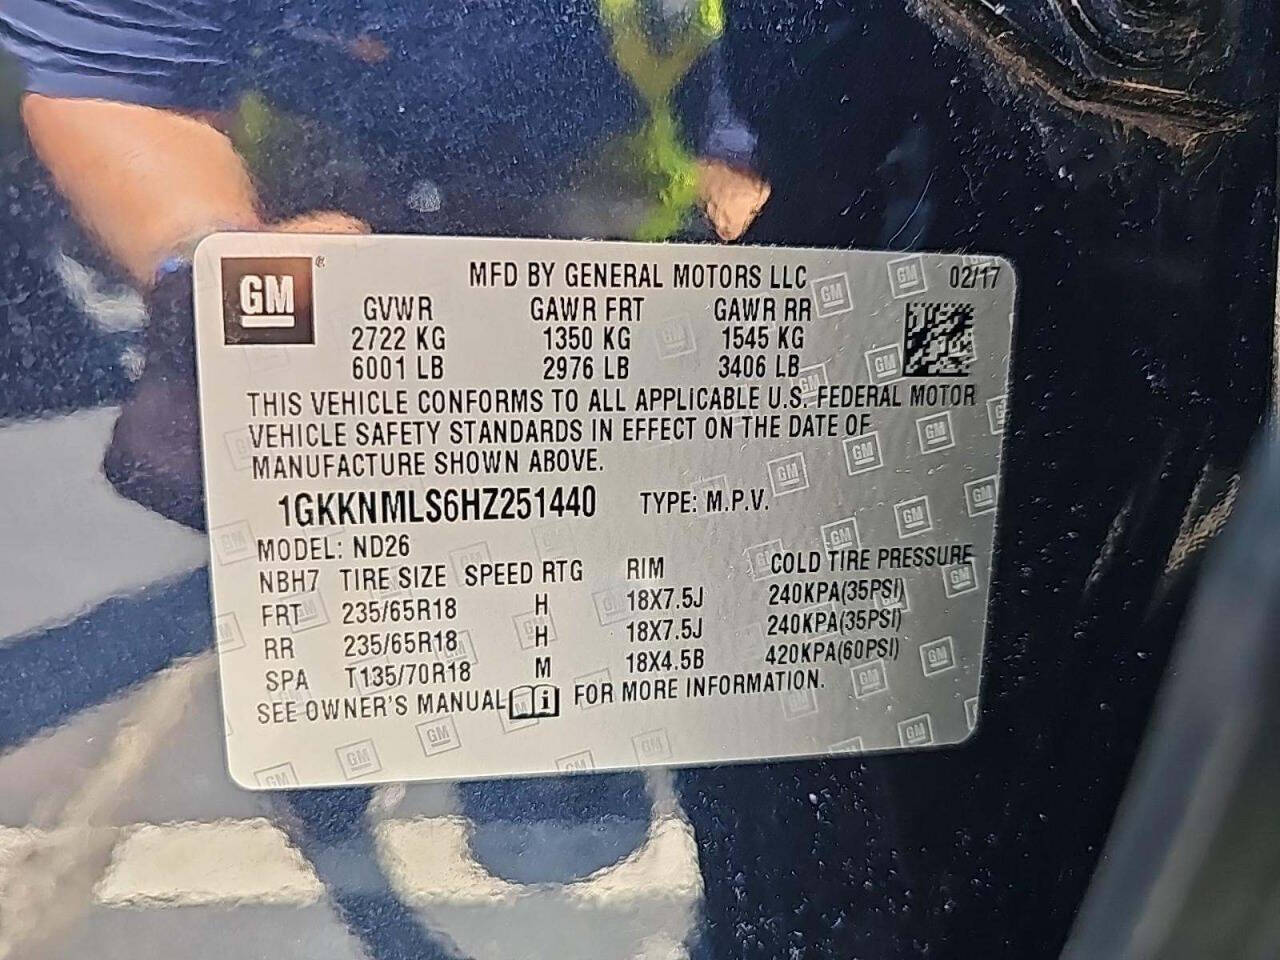 GM ®
MFD BY GENERAL MOTORS LLC 02/17
GVWR GAWR FRT GAWR RR
2722 KG 1350 KG 1545 KG
6001 LB 2976 LB 3406 LB
THIS VEHICLE CONFORMS TO ALL APPLICABLE U.S. FEDERAL MOTOR
VEHICLE SAFETY STANDARDS IN EFFECT ON THE DATE OF
MANUFACTURE SHOWN ABOVE.
1GKKNMLS6HZ251440 TYPE: M.P.V.
MODEL: ND26
NBH7 TIRE SIZE SPEED RTG RIM COLD TIRE PRESSURE
FRT 235/65R18 H 18X7.5J 240KPA(35PSI)
RR 235/65R18 H 18X7.5J 240KPA(35PSI)
SPA T135/70R18 M 18X4.5B 420KPA(60PSI)
SEE OWNER'S MANUAL i FOR MORE INFORMATION.